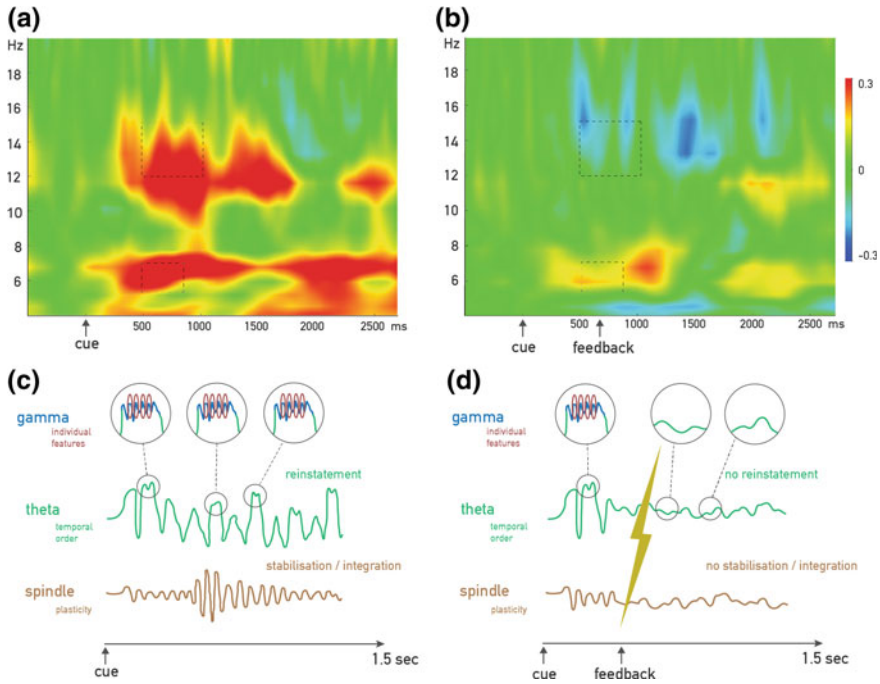 (a)
Hz
18
16
14
12
10
8
6
500 1000 1500 2000 2500 ms
cue
(b)
Hz
18
16
14
12
10
8
6
500 1000 1500 2000 2500 ms
cue feedback
0.3
0
-0.3
(c)
gamma
individual
features
reinstatement
theta
temporal
order
stabilisation / integration
spindle
plasticity
1.5 sec
cue
(d)
gamma
individual
features
no reinstatement
theta
temporal
order
no stabilisation / integration
spindle
plasticity
1.5 sec
cue feedback